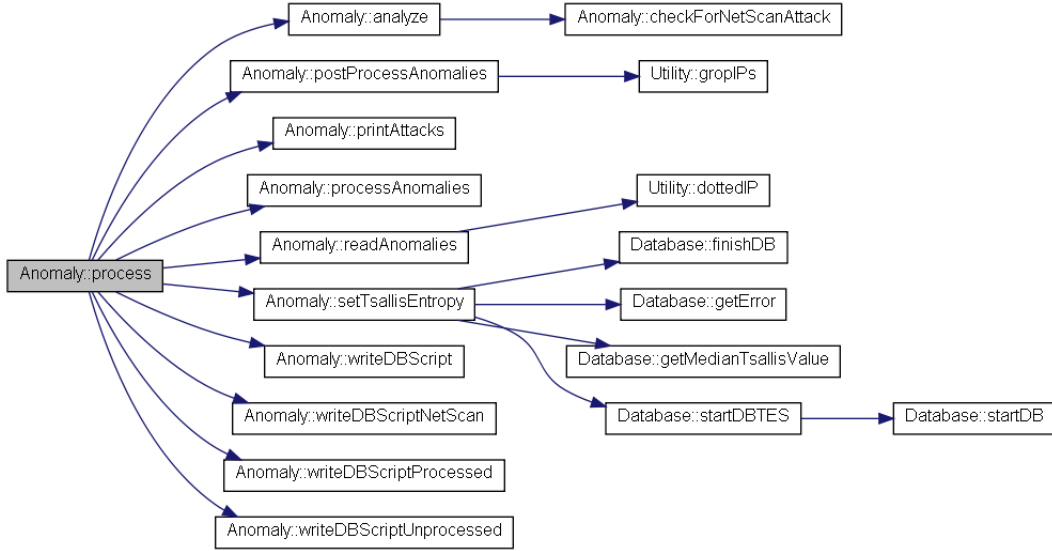 Anomaly::analyze
Anomaly::checkForNetScanAttack
Anomaly::postProcessAnomalies
Utility::gropIPs
Anomaly::printAttacks
Anomaly::processAnomalies
Utility::dottedIP
Anomaly::readAnomalies
Database::finishDB
Anomaly::process
Anomaly::setTsallisEntropy
Database::getError
Anomaly::writeDBScript
Database::getMedianTsallisValue
Anomaly::writeDBScriptNetScan
Database::startDBTES
Database::startDB
Anomaly::writeDBScriptProcessed
Anomaly::writeDBScriptUnprocessed